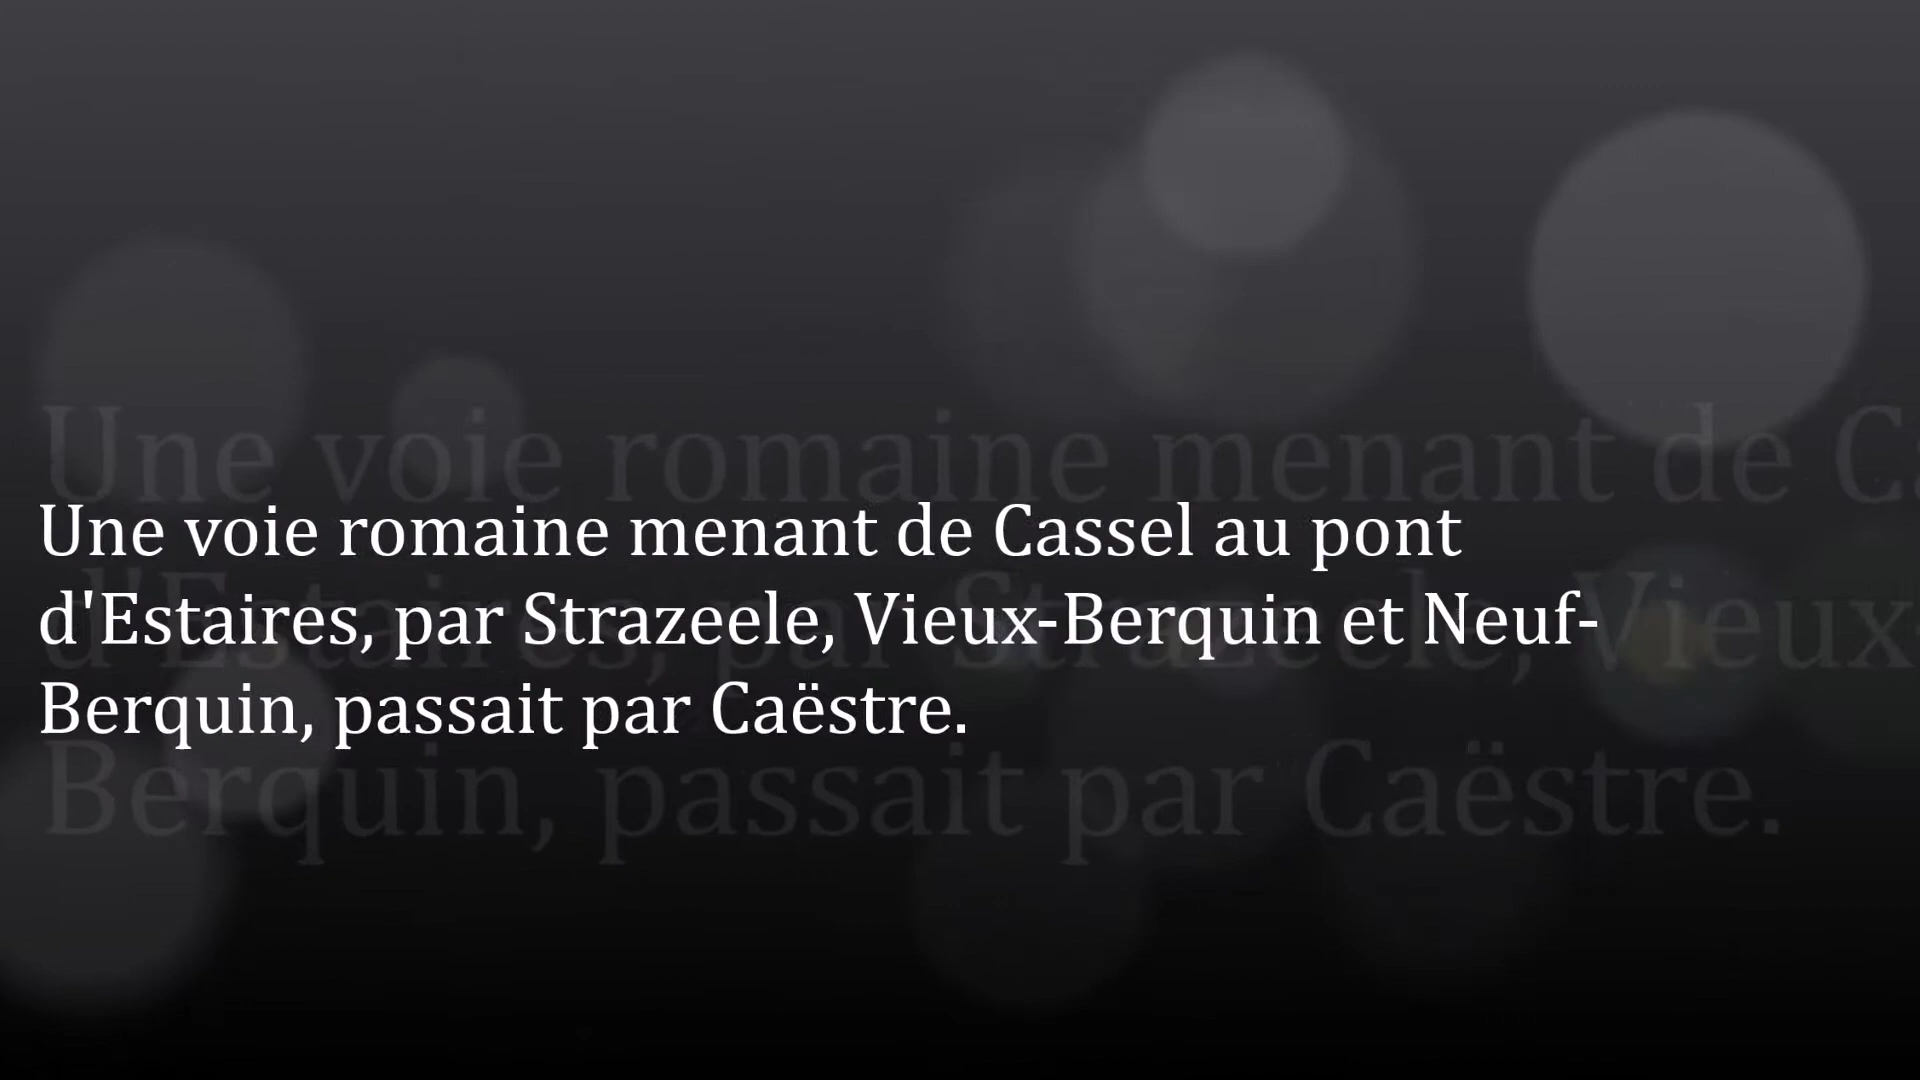 Une voie romaine menant de Cassel au pont
d'Estaires, par Strazeele, Vieux-Berquin et Neuf-
Berquin, passait par Caëstre.